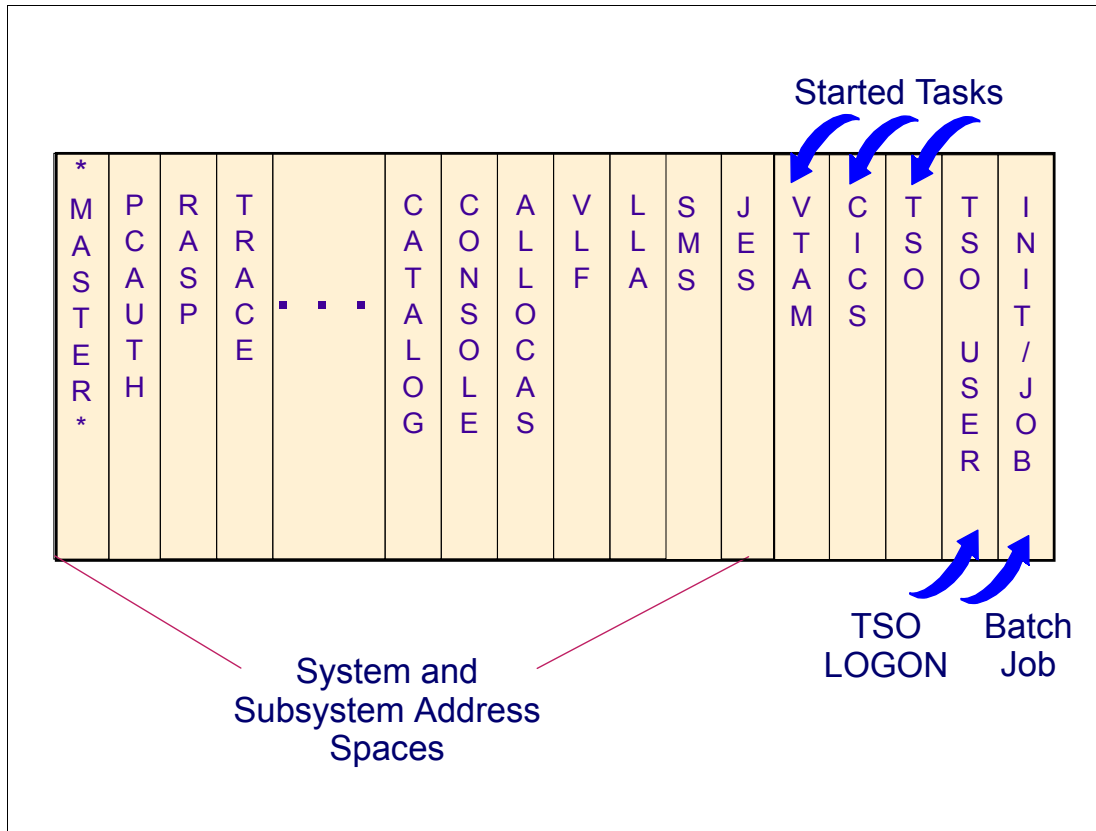 Started Tasks
*MASTER*
PCAUTH
RASP
TRACE
. . .
CATALOG
CONSOLE
ALLOCAS
VLF
LLA
SMS
JES
VTAM
CICS
TSO
TSO USER
INIT/JOB
TSO
LOGON
Batch
Job
System and
Subsystem Address
Spaces